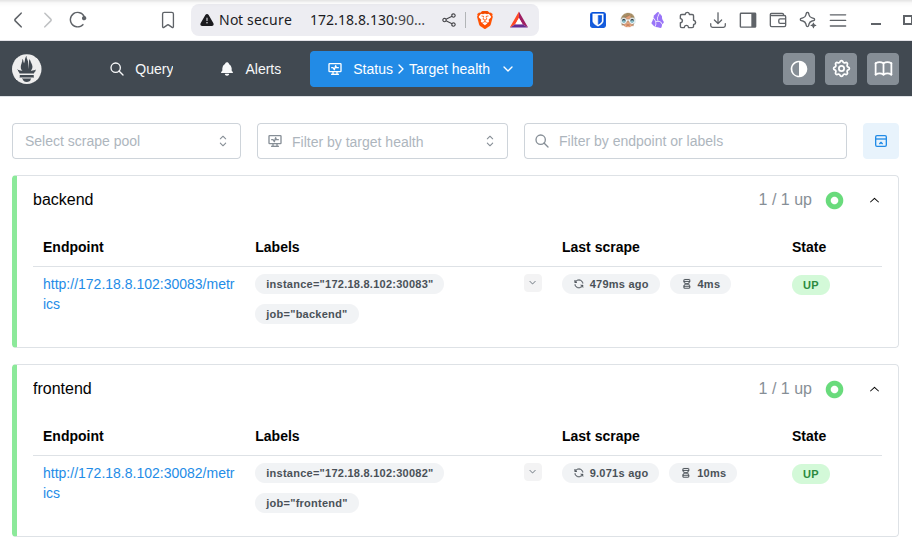 Not secure 172.18.8.130:90...
Query Alerts Status > Target health
Select scrape pool Filter by target health Filter by endpoint or labels
backend 1 / 1 up
Endpoint Labels Last scrape State
http://172.18.8.102:30083/metr instance="172.18.8.102:30083" 479ms ago 4ms UP
ics
job="backend"
frontend 1 / 1 up
Endpoint Labels Last scrape State
http://172.18.8.102:30082/metr instance="172.18.8.102:30082" 9.071s ago 10ms UP
ics
job="frontend"